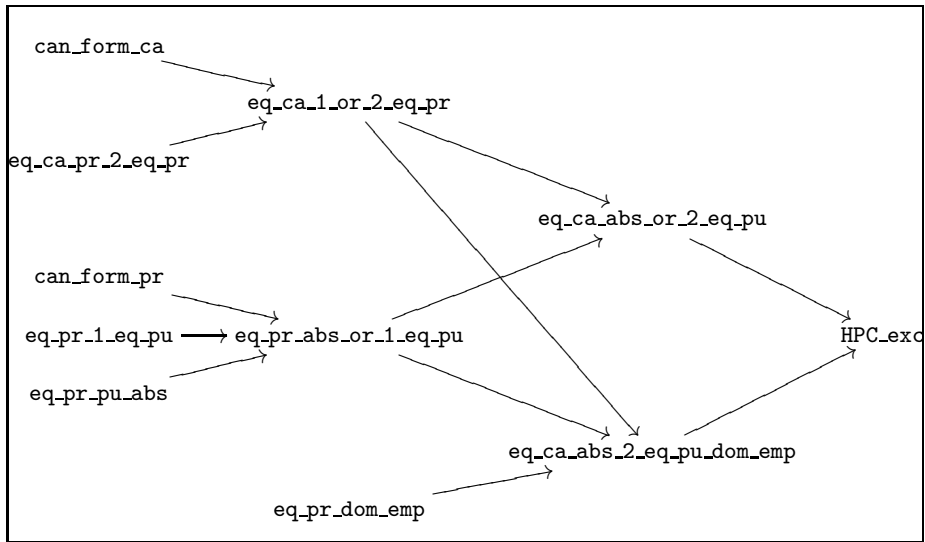 can_form_ca
eq_ca_1_or_2_eq_pr
eq_ca_pr_2_eq_pr
eq_ca_abs_or_2_eq_pu
can_form_pr
eq_pr_1_eq_pu
eq_pr_abs_or_1_eq_pu
HPC_exc
eq_pr_pu_abs
eq_ca_abs_2_eq_pu_dom_emp
eq_pr_dom_emp